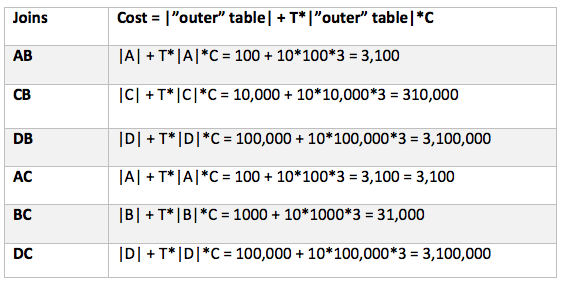 Joins Cost = |”outer” table| + T*|”outer” table|*C
AB |A| + T*|A|*C = 100 + 10*100*3 = 3,100
CB |C| + T*|C|*C = 10,000 + 10*10,000*3 = 310,000
DB |D| + T*|D|*C = 100,000 + 10*100,000*3 = 3,100,000
AC |A| + T*|A|*C = 100 + 10*100*3 = 3,100 = 3,100
BC |B| + T*|B|*C = 1000 + 10*1000*3 = 31,000
DC |D| + T*|D|*C = 100,000 + 10*100,000*3 = 3,100,000